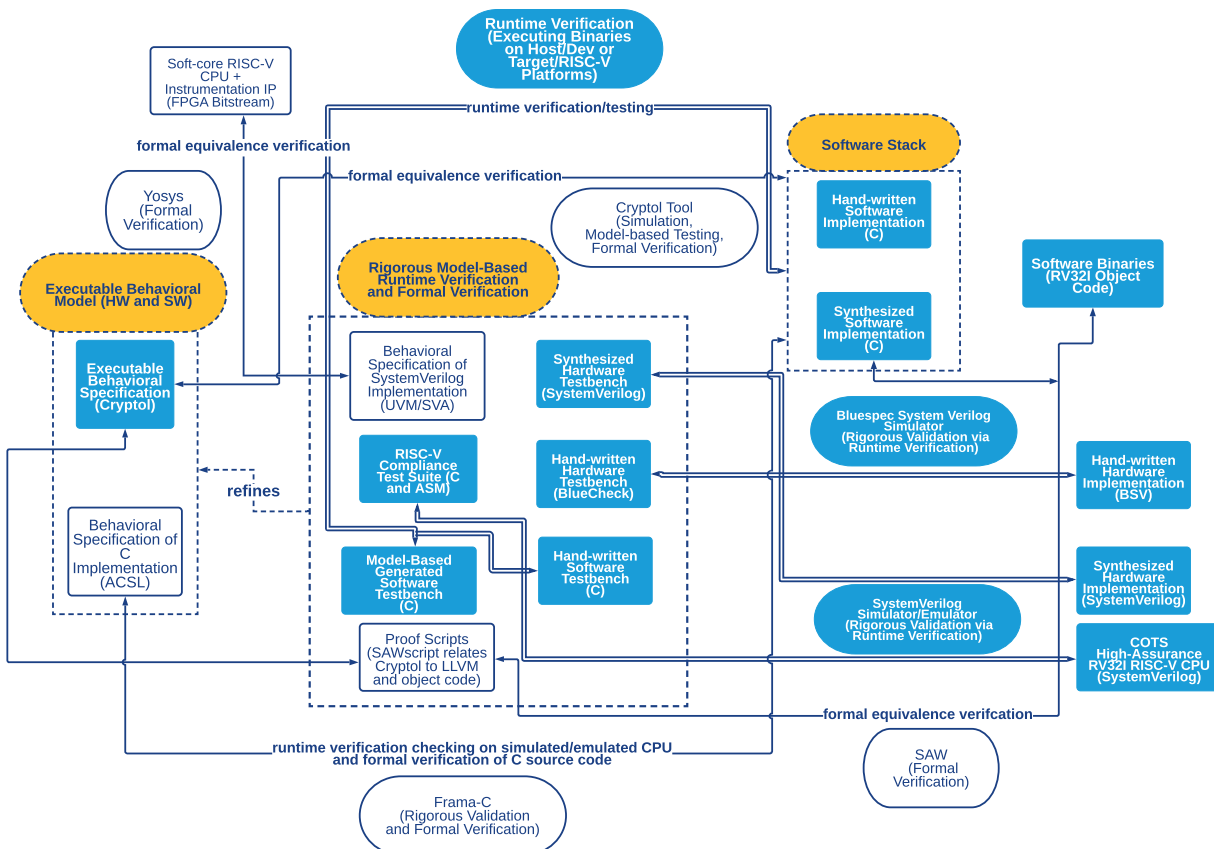 Runtime Verification
(Executing Binaries
on Host/Dev or
Target/RISC-V
Platforms)
Soft-core RISC-V
CPU +
Instrumentation IP
(FPGA Bitstream)
runtime verification/testing
formal equivalence verification
Software Stack
formal equivalence verification
Yosys
(Formal
Verification)
Cryptol Tool
(Simulation,
Model-based Testing,
Formal Verification)
Hand-written
Software
Implementation
(C)
Software Binaries
(RV32I Object
Code)
Executable Behavioral
Model (HW and SW)
Rigorous Model-Based
Runtime Verification
and Formal Verification
Synthesized
Software
Implementation
(C)
Executable
Behavioral
Specification
(Cryptol)
Behavioral
Specification of
SystemVerilog
Implementation
(UVM/SVA)
Synthesized
Hardware
Testbench
(SystemVerilog)
Bluespec System Verilog
Simulator
(Rigorous Validation via
Runtime Verification)
RISC-V
Compliance
Test Suite (C
and ASM)
Hand-written
Hardware
Testbench
(BlueCheck)
Hand-written
Hardware
Implementation
(BSV)
refines
Behavioral
Specification of
C
Implementation
(ACSL)
Model-Based
Generated
Software
Testbench
(C)
Hand-written
Software
Testbench
(C)
Synthesized
Hardware
Implementation
(SystemVerilog)
SystemVerilog
Simulator/Emulator
(Rigorous Validation via
Runtime Verification)
Proof Scripts
(SAWscript relates
Cryptol to LLVM
and object code)
COTS
High-Assurance
RV32I RISC-V CPU
(SystemVerilog)
formal equivalence verifcation
runtime verification checking on simulated/emulated CPU
and formal verification of C source code
SAW
(Formal
Verification)
Frama-C
(Rigorous Validation
and Formal Verification)